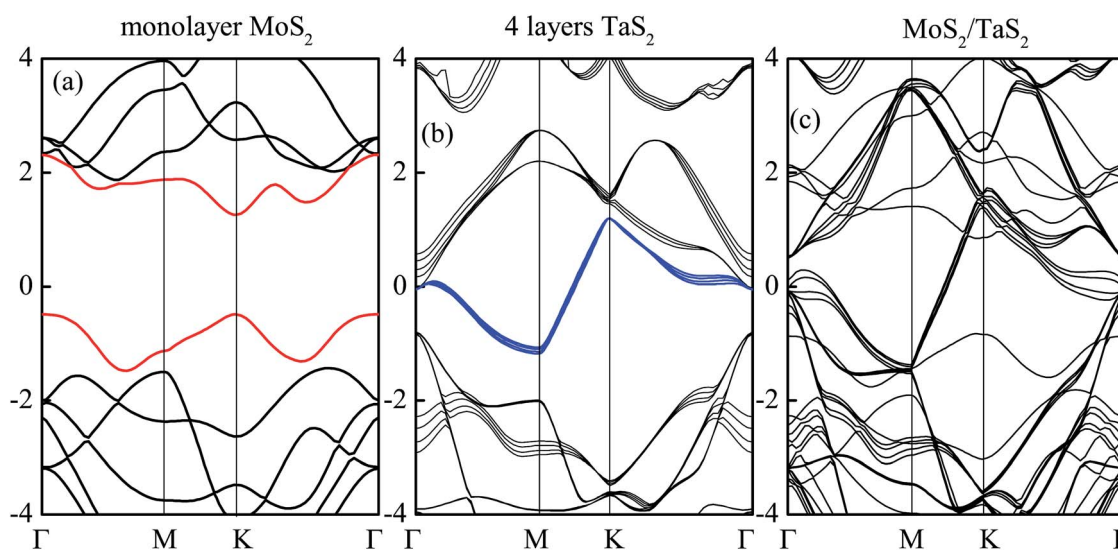 monolayer MoS₂ 4 layers TaS₂ MoS₂/TaS₂
(a) (b) (c)
4 4 4
2 2 2
0 0 0
-2 -2 -2
-4 -4 -4
Γ M K Γ Γ M K Γ Γ M K Γ